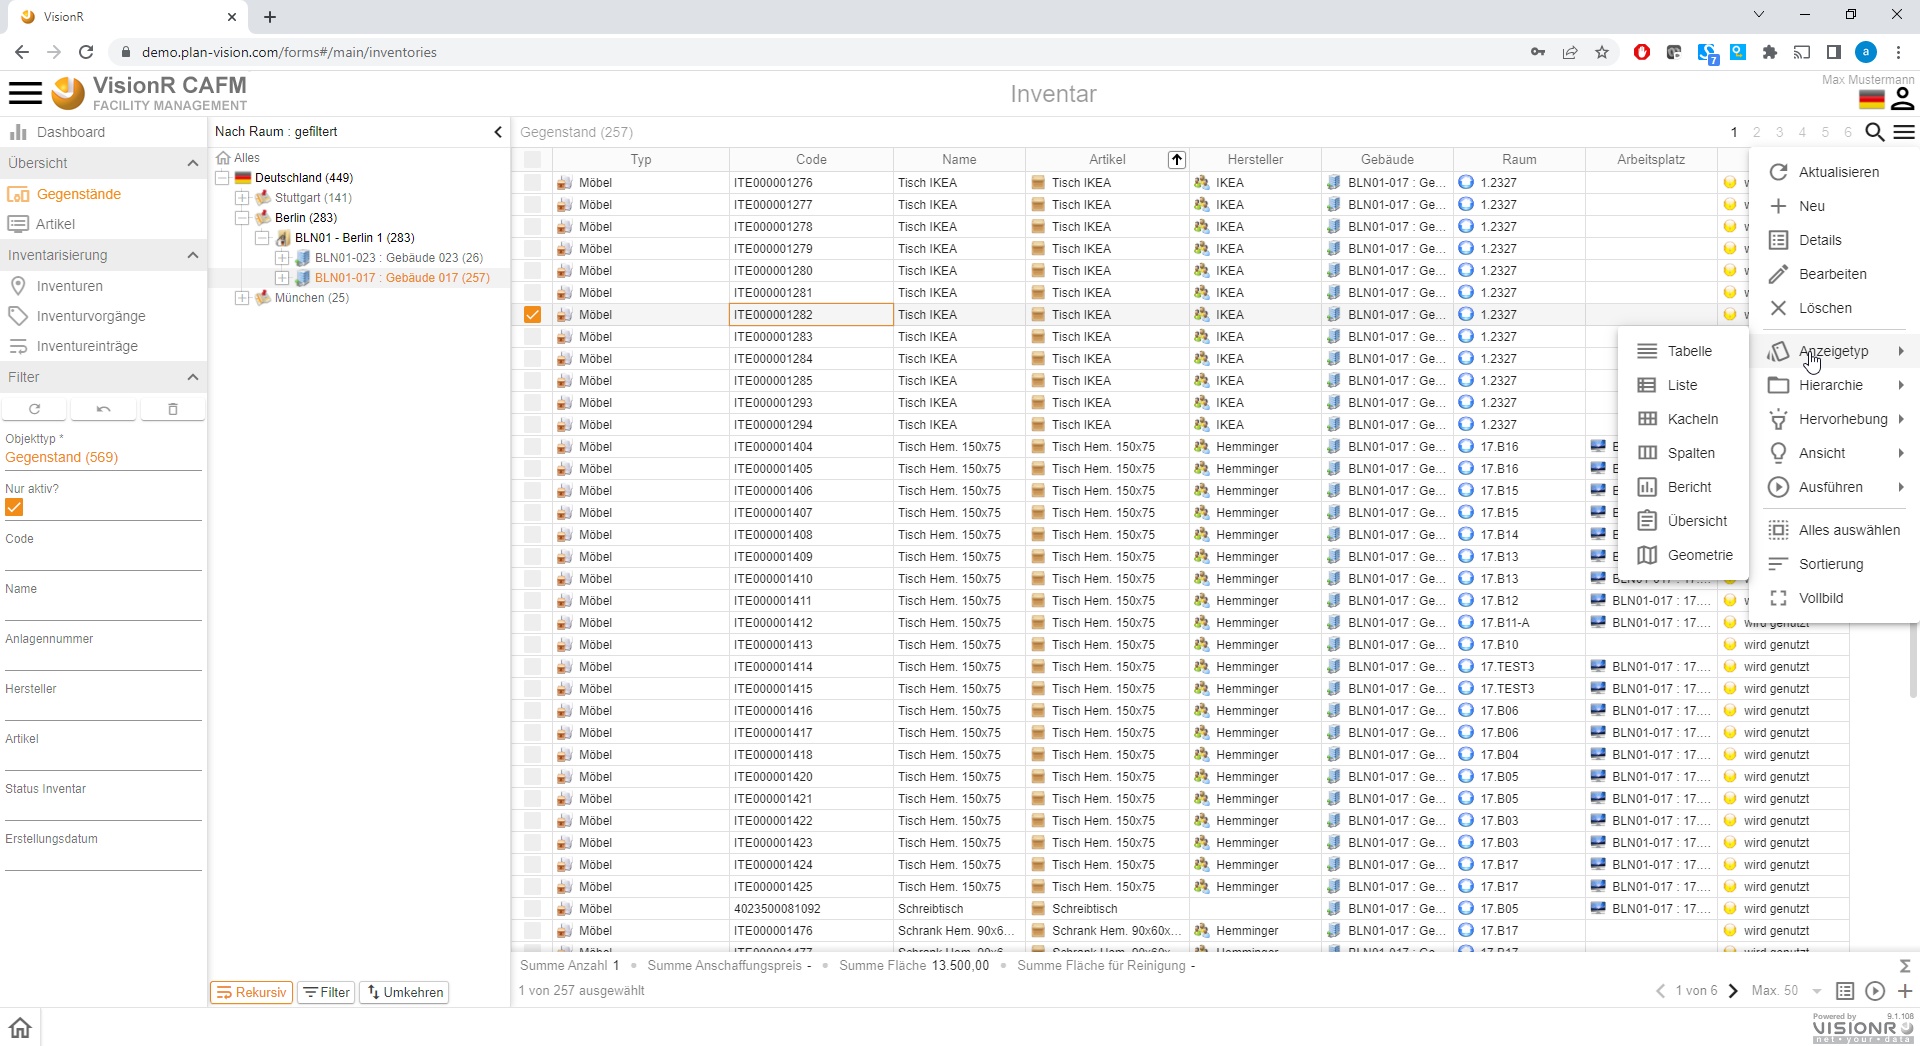 VisionR
demo.plan-vision.com/forms#/main/inventories
7
a
VisionR CAFM
FACILITY MANAGEMENT
Inventar
Max Mustermann
Dashboard
Übersicht
Gegenstände
Artikel
Inventarisierung
Inventuren
Inventurvorgänge
Inventureinträge
Filter
Objekttyp *
Gegenstand (569)
Nur aktiv?
Code
Name
Anlagennummer
Hersteller
Artikel
Status Inventar
Erstellungsdatum
Nach Raum : gefiltert
Alles
Deutschland (449)
Stuttgart (141)
Berlin (283)
BLN01 - Berlin 1 (283)
BLN01-023 : Gebäude 023 (26)
BLN01-017 : Gebäude 017 (257)
München (25)
Rekursiv Filter Umkehren
Gegenstand (257)
1 2 3 4 5 6
Typ Code Name Artikel Hersteller Gebäude Raum Arbeitsplatz
Möbel ITE000001276 Tisch IKEA Tisch IKEA IKEA BLN01-017 : Ge... 1.2327 w
Möbel ITE000001277 Tisch IKEA Tisch IKEA IKEA BLN01-017 : Ge... 1.2327 w
Möbel ITE000001278 Tisch IKEA Tisch IKEA IKEA BLN01-017 : Ge... 1.2327 w
Möbel ITE000001279 Tisch IKEA Tisch IKEA IKEA BLN01-017 : Ge... 1.2327 w
Möbel ITE000001280 Tisch IKEA Tisch IKEA IKEA BLN01-017 : Ge... 1.2327 w
Möbel ITE000001281 Tisch IKEA Tisch IKEA IKEA BLN01-017 : Ge... 1.2327 w
Möbel ITE000001282 Tisch IKEA Tisch IKEA IKEA BLN01-017 : Ge... 1.2327 w
Möbel ITE000001283 Tisch IKEA Tisch IKEA IKEA BLN01-017 : Ge... 1.2327
Möbel ITE000001284 Tisch IKEA Tisch IKEA IKEA BLN01-017 : Ge... 1.2327
Möbel ITE000001285 Tisch IKEA Tisch IKEA IKEA BLN01-017 : Ge... 1.2327
Möbel ITE000001293 Tisch IKEA Tisch IKEA IKEA BLN01-017 : Ge... 1.2327
Möbel ITE000001294 Tisch IKEA Tisch IKEA IKEA BLN01-017 : Ge... 1.2327
Möbel ITE000001404 Tisch Hem. 150x75 Tisch Hem. 150x75 Hemminger BLN01-017 : Ge... 17.B16 B
Möbel ITE000001405 Tisch Hem. 150x75 Tisch Hem. 150x75 Hemminger BLN01-017 : Ge... 17.B16 B
Möbel ITE000001406 Tisch Hem. 150x75 Tisch Hem. 150x75 Hemminger BLN01-017 : Ge... 17.B15 B
Möbel ITE000001407 Tisch Hem. 150x75 Tisch Hem. 150x75 Hemminger BLN01-017 : Ge... 17.B15 B
Möbel ITE000001408 Tisch Hem. 150x75 Tisch Hem. 150x75 Hemminger BLN01-017 : Ge... 17.B14 B
Möbel ITE000001409 Tisch Hem. 150x75 Tisch Hem. 150x75 Hemminger BLN01-017 : Ge... 17.B13 B
Möbel ITE000001410 Tisch Hem. 150x75 Tisch Hem. 150x75 Hemminger BLN01-017 : Ge... 17.B13 BLN01-017 : 17....
Möbel ITE000001411 Tisch Hem. 150x75 Tisch Hem. 150x75 Hemminger BLN01-017 : Ge... 17.B12 BLN01-017 : 17.... w
Möbel ITE000001412 Tisch Hem. 150x75 Tisch Hem. 150x75 Hemminger BLN01-017 : Ge... 17.B11-A BLN01-017 : 17.... wird genutzt
Möbel ITE000001413 Tisch Hem. 150x75 Tisch Hem. 150x75 Hemminger BLN01-017 : Ge... 17.B10 wird genutzt
Möbel ITE000001414 Tisch Hem. 150x75 Tisch Hem. 150x75 Hemminger BLN01-017 : Ge... 17.TEST3 BLN01-017 : 17.... wird genutzt
Möbel ITE000001415 Tisch Hem. 150x75 Tisch Hem. 150x75 Hemminger BLN01-017 : Ge... 17.TEST3 BLN01-017 : 17.... wird genutzt
Möbel ITE000001416 Tisch Hem. 150x75 Tisch Hem. 150x75 Hemminger BLN01-017 : Ge... 17.B06 BLN01-017 : 17.... wird genutzt
Möbel ITE000001417 Tisch Hem. 150x75 Tisch Hem. 150x75 Hemminger BLN01-017 : Ge... 17.B06 BLN01-017 : 17.... wird genutzt
Möbel ITE000001418 Tisch Hem. 150x75 Tisch Hem. 150x75 Hemminger BLN01-017 : Ge... 17.B04 BLN01-017 : 17.... wird genutzt
Möbel ITE000001420 Tisch Hem. 150x75 Tisch Hem. 150x75 Hemminger BLN01-017 : Ge... 17.B05 BLN01-017 : 17.... wird genutzt
Möbel ITE000001421 Tisch Hem. 150x75 Tisch Hem. 150x75 Hemminger BLN01-017 : Ge... 17.B05 BLN01-017 : 17.... wird genutzt
Möbel ITE000001422 Tisch Hem. 150x75 Tisch Hem. 150x75 Hemminger BLN01-017 : Ge... 17.B03 BLN01-017 : 17.... wird genutzt
Möbel ITE000001423 Tisch Hem. 150x75 Tisch Hem. 150x75 Hemminger BLN01-017 : Ge... 17.B03 BLN01-017 : 17.... wird genutzt
Möbel ITE000001424 Tisch Hem. 150x75 Tisch Hem. 150x75 Hemminger BLN01-017 : Ge... 17.B17 BLN01-017 : 17.... wird genutzt
Möbel ITE000001425 Tisch Hem. 150x75 Tisch Hem. 150x75 Hemminger BLN01-017 : Ge... 17.B17 BLN01-017 : 17.... wird genutzt
Möbel 4023500081092 Schreibtisch Schreibtisch BLN01-017 : Ge... 17.B05 BLN01-017 : 17.... wird genutzt
Möbel ITE000001476 Schrank Hem. 90x6... Schrank Hem. 90x60x... Hemminger BLN01-017 : Ge... 17.B17 wird genutzt
Möbel ITE000001477 Schrank Hem. 90x6... Schrank Hem. 90x60x... Hemminger BLN01-017 : Ge... 17.B17 wird genutzt
Aktualisieren
Neu
Details
Bearbeiten
Löschen
Anzeigetyp
Hierarchie
Hervorhebung
Ansicht
Ausführen
Alles auswählen
Sortierung
Vollbild
Tabelle
Liste
Kacheln
Spalten
Bericht
Übersicht
Geometrie
Summe Anzahl 1 • Summe Anschaffungspreis - • Summe Fläche 13.500,00 • Summe Fläche für Reinigung -
1 von 257 ausgewählt
1 von 6 Max. 50
Powered by 9.1.108
VISIONR
net • your • data